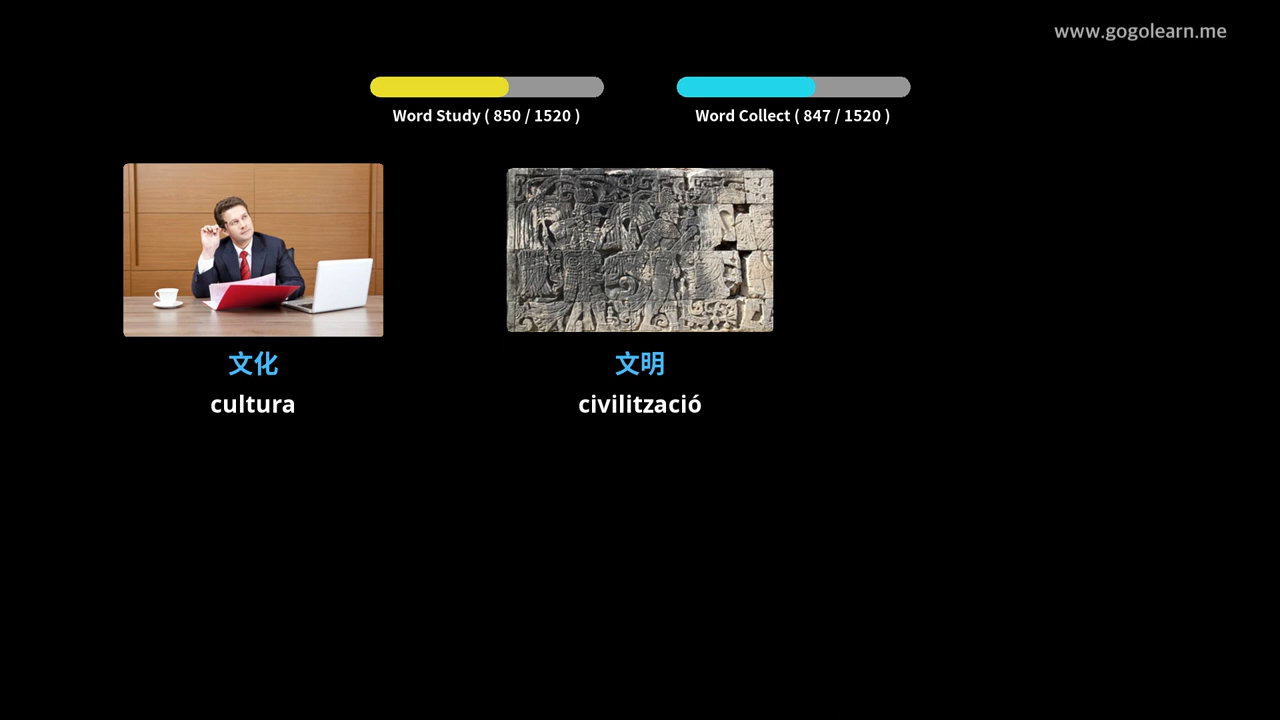 www.gogolearn.me
Word Study ( 850 / 1520 )
Word Collect ( 847 / 1520 )
文化
cultura
文明
civilització